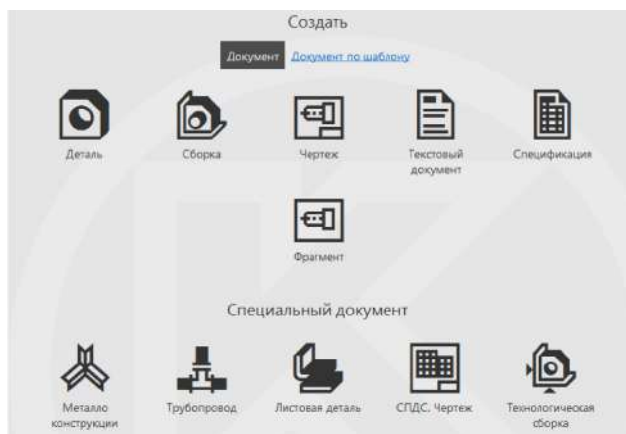 Создать
Документ Документ по шаблону
Деталь Сборка Чертеж Текстовый документ Спецификация
Фрагмент
Специальный документ
Металло конструкции Трубопровод Листовая деталь СПДС. Чертеж Технологическая сборка